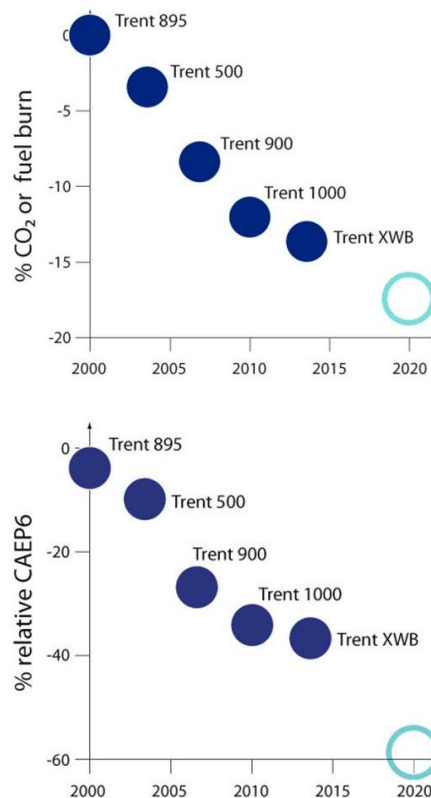 Trent 895
0
Trent 500
-5
Trent 900
-10
Trent 1000
Trent XWB
-15
-20
% CO₂ or fuel burn
2000 2005 2010 2015 2020
Trent 895
0
Trent 500
-20
Trent 900
Trent 1000
Trent XWB
-40
-60
% relative CAEP6
2000 2005 2010 2015 2020